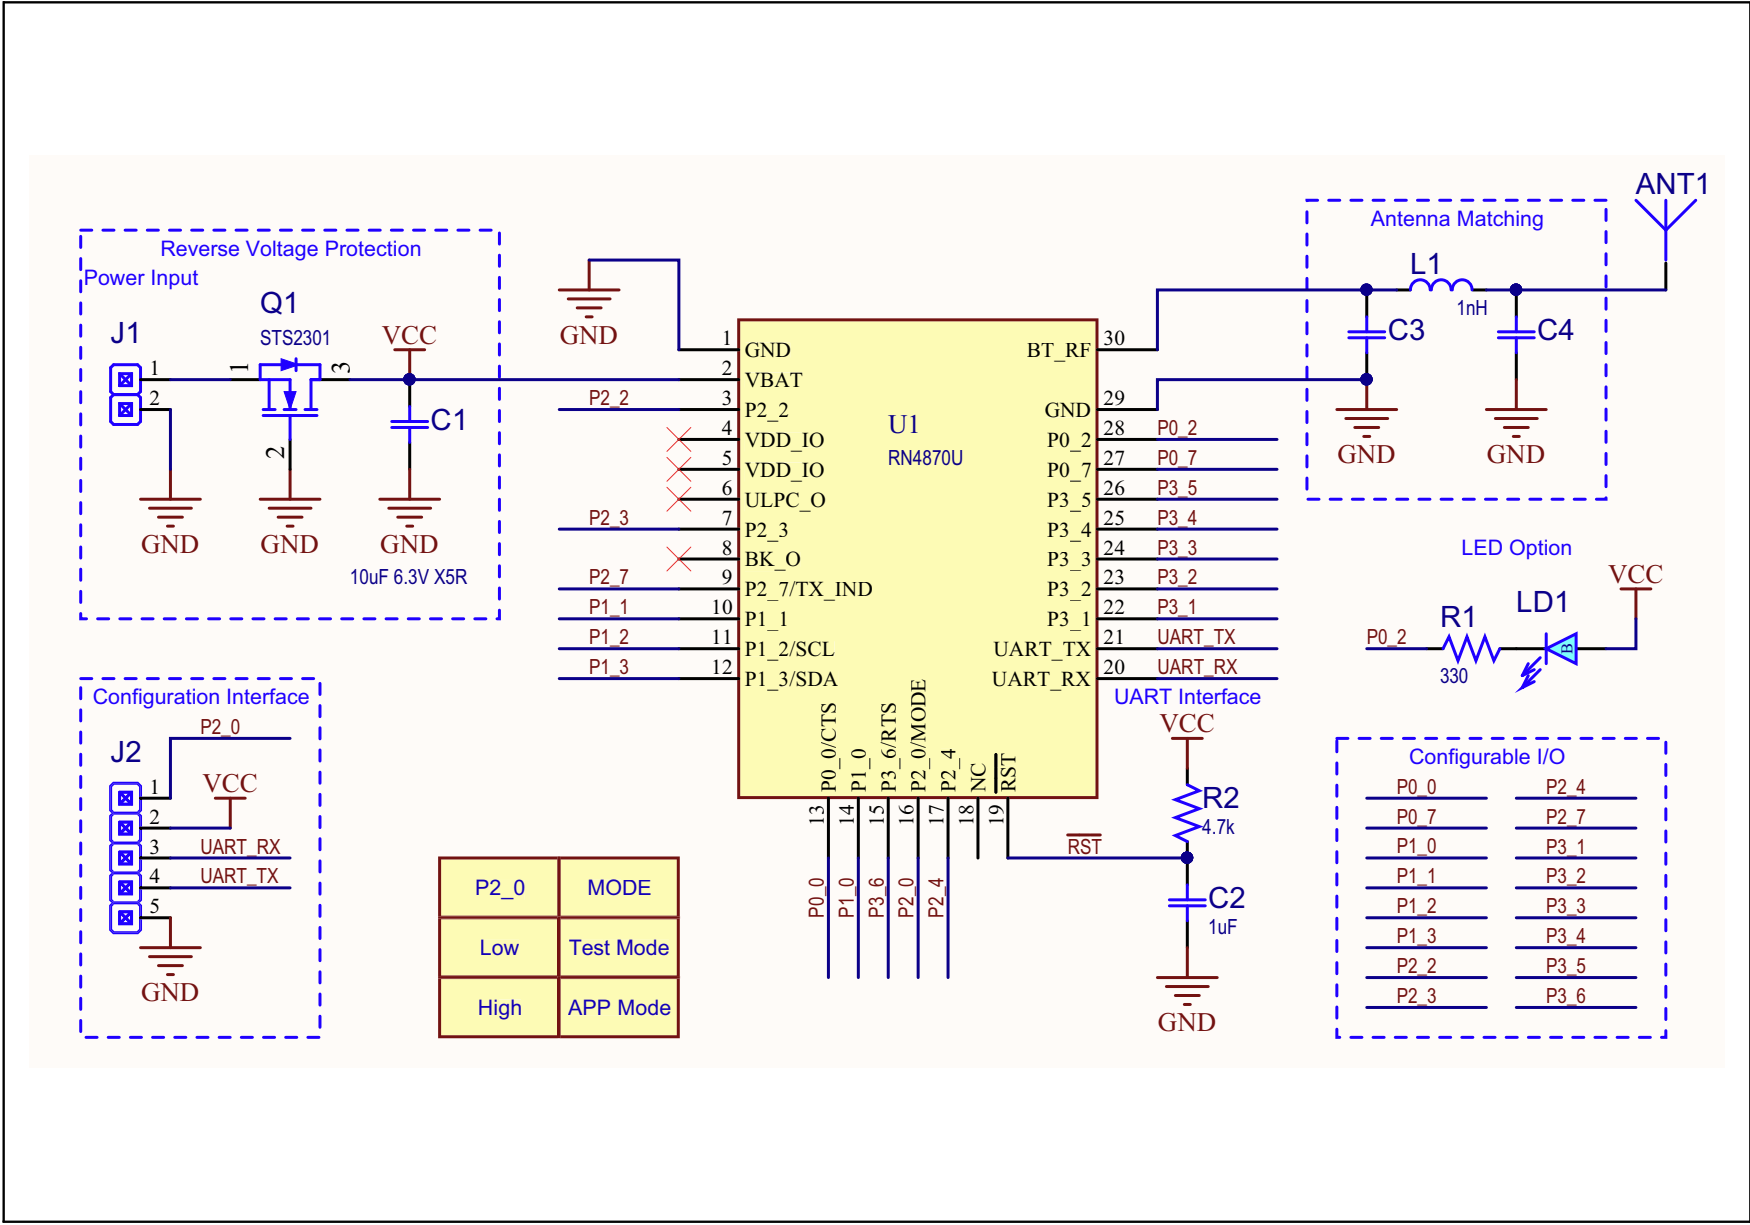 Reverse Voltage Protection
Power Input
J1
1
2
Q1
STS2301
1
3
2
VCC
C1
10uF 6.3V X5R
GND
GND
GND
Configuration Interface
J2
P2_0
VCC
UART_RX
UART_TX
1
2
3
4
5
GND
P2_0 MODE
Low Test Mode
High APP Mode
GND
U1
RN4870U
1 GND
2 VBAT
P2_2 3 P2_2
4 VDD_IO
5 VDD_IO
6 ULPC_O
P2_3 7 P2_3
8 BK_O
P2_7 9 P2_7/TX_IND
P1_1 10 P1_1
P1_2 11 P1_2/SCL
P1_3 12 P1_3/SDA
P0_0/CTS 13 P0_0
P1_0 14 P1_0
P3_6/RTS 15 P3_6
P2_0/MODE 16 P2_0
P2_4 17 P2_4
NC 18
RST 19
RST
BT_RF 30
GND 29
P0_2 28 P0_2
P0_7 27 P0_7
P3_5 26 P3_5
P3_4 25 P3_4
P3_3 24 P3_3
P3_2 23 P3_2
P3_1 22 P3_1
UART_TX 21 UART_TX
UART_RX 20 UART_RX
UART Interface
VCC
R2
4.7k
C2
1uF
GND
Antenna Matching
ANT1
L1
1nH
C3
C4
GND
GND
LED Option
VCC
P0_2
R1
330
LD1
B
Configurable I/O
P0_0 P2_4
P0_7 P2_7
P1_0 P3_1
P1_1 P3_2
P1_2 P3_3
P1_3 P3_4
P2_2 P3_5
P2_3 P3_6